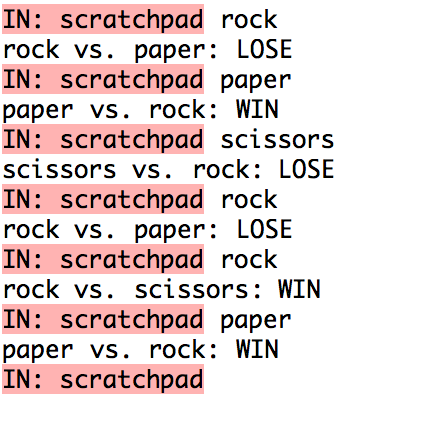 IN: scratchpad rock
rock vs. paper: LOSE
IN: scratchpad paper
paper vs. rock: WIN
IN: scratchpad scissors
scissors vs. rock: LOSE
IN: scratchpad rock
rock vs. paper: LOSE
IN: scratchpad rock
rock vs. scissors: WIN
IN: scratchpad paper
paper vs. rock: WIN
IN: scratchpad